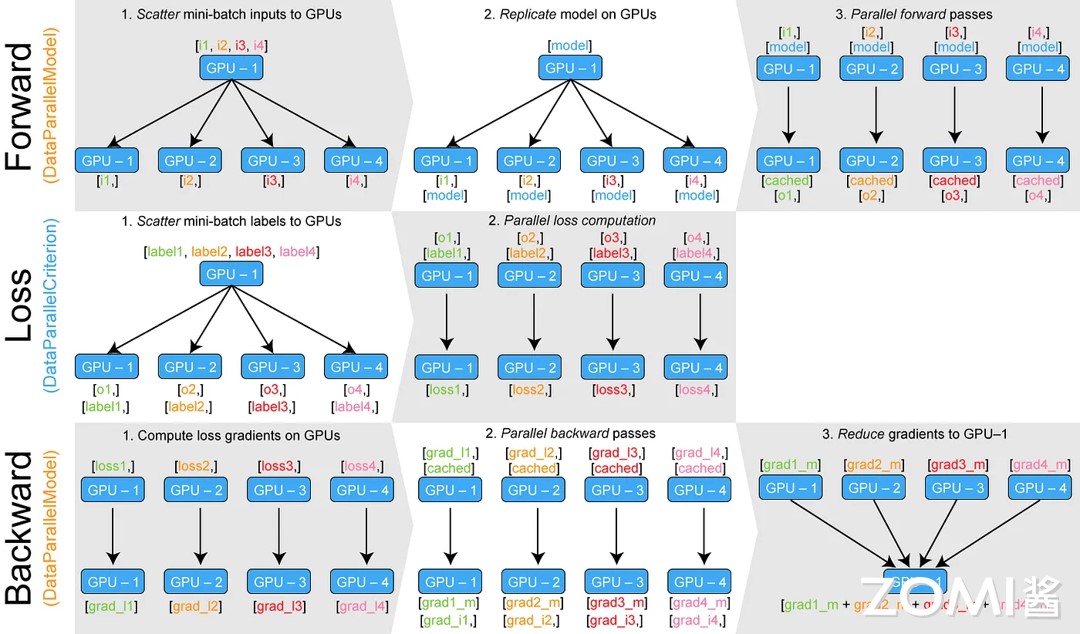 Forward
(DataParallelModel)
1. Scatter mini-batch inputs to GPUs
[i1, i2, i3, i4]
GPU – 1
GPU – 1 GPU – 2 GPU – 3 GPU – 4
[i1,] [i2,] [i3,] [i4,]
2. Replicate model on GPUs
[model]
GPU – 1
GPU – 1 GPU – 2 GPU – 3 GPU – 4
[i1,] [i2,] [i3,] [i4,]
[model] [model] [model] [model]
3. Parallel forward passes
[i1,] [i2,] [i3,] [i4,]
[model] [model] [model] [model]
GPU – 1 GPU – 2 GPU – 3 GPU – 4
GPU – 1 GPU – 2 GPU – 3 GPU – 4
[cached] [cached] [cached] [cached]
[o1,] [o2,] [o3,] [o4,]
Loss
(DataParallelCriterion)
1. Scatter mini-batch labels to GPUs
[label1, label2, label3, label4]
GPU – 1
GPU – 1 GPU – 2 GPU – 3 GPU – 4
[o1,] [o2,] [o3,] [o4,]
[label1,] [label2,] [label3,] [label4,]
2. Parallel loss computation
[o1,] [o2,] [o3,] [o4,]
[label1,] [label2,] [label3,] [label4,]
GPU – 1 GPU – 2 GPU – 3 GPU – 4
GPU – 1 GPU – 2 GPU – 3 GPU – 4
[loss1,] [loss2,] [loss3,] [loss4,]
Backward
(DataParallelModel)
1. Compute loss gradients on GPUs
[loss1,] [loss2,] [loss3,] [loss4,]
GPU – 1 GPU – 2 GPU – 3 GPU – 4
GPU – 1 GPU – 2 GPU – 3 GPU – 4
[grad_l1] [grad_l2] [grad_l3] [grad_l4]
2. Parallel backward passes
[grad_l1, [grad_l2, [grad_l3, [grad_l4,]
[cached] [cached] [cached] [cached]
GPU – 1 GPU – 2 GPU – 3 GPU – 4
GPU – 1 GPU – 2 GPU – 3 GPU – 4
[grad1_m] [grad2_m] [grad3_m] [grad4_m]
grad_i1,] grad_i2,] grad_i3,] grad_i4,]
3. Reduce gradients to GPU–1
[grad1_m] [grad2_m] [grad3_m] [grad4_m]
GPU – 1 GPU – 2 GPU – 3 GPU – 4
[grad1_m +
ZOMI酱